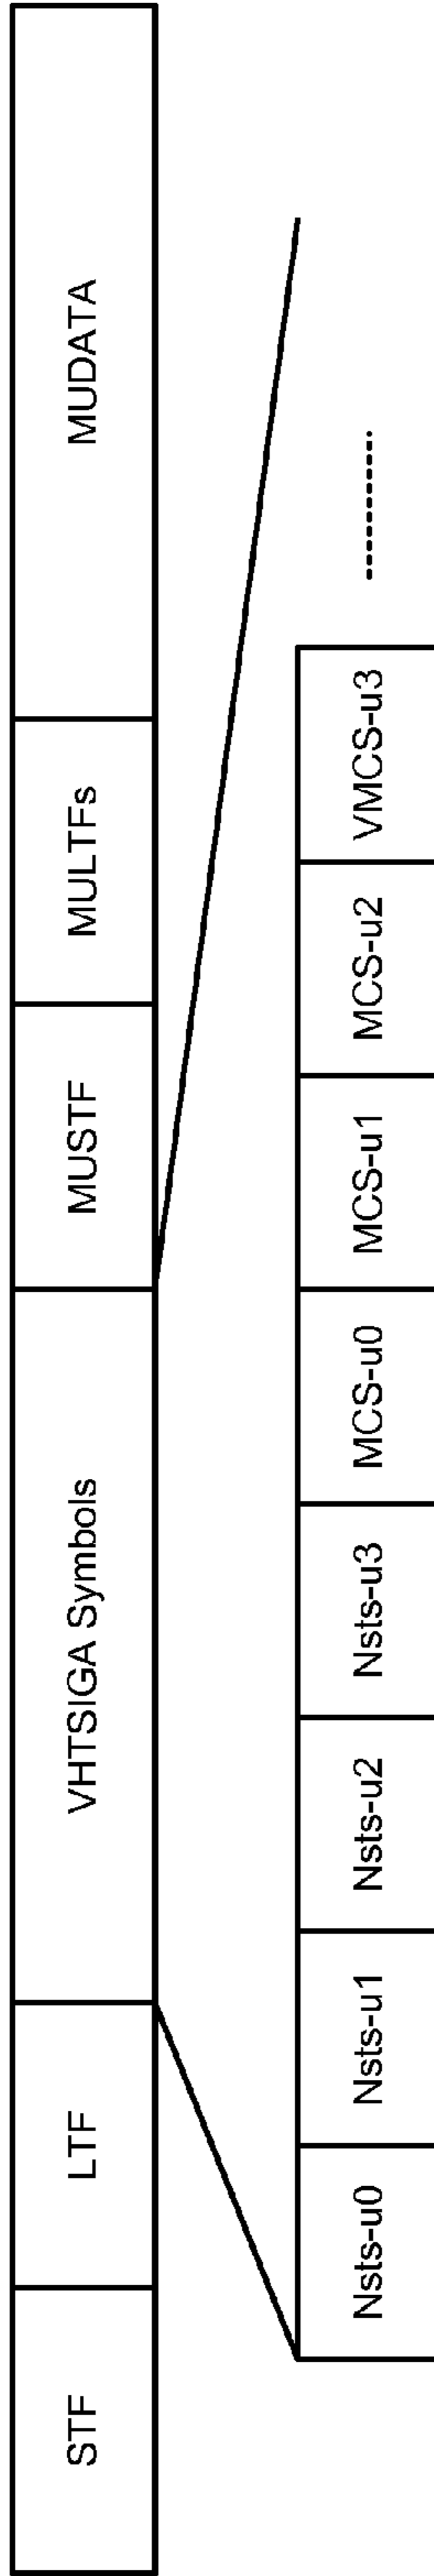 STF
LTF
VHTSIGA Symbols
MUSTF
MULTFs
MUDATA
Nsts-u0
Nsts-u1
Nsts-u2
Nsts-u3
MCS-u0
MCS-u1
MCS-u2
VMCS-u3